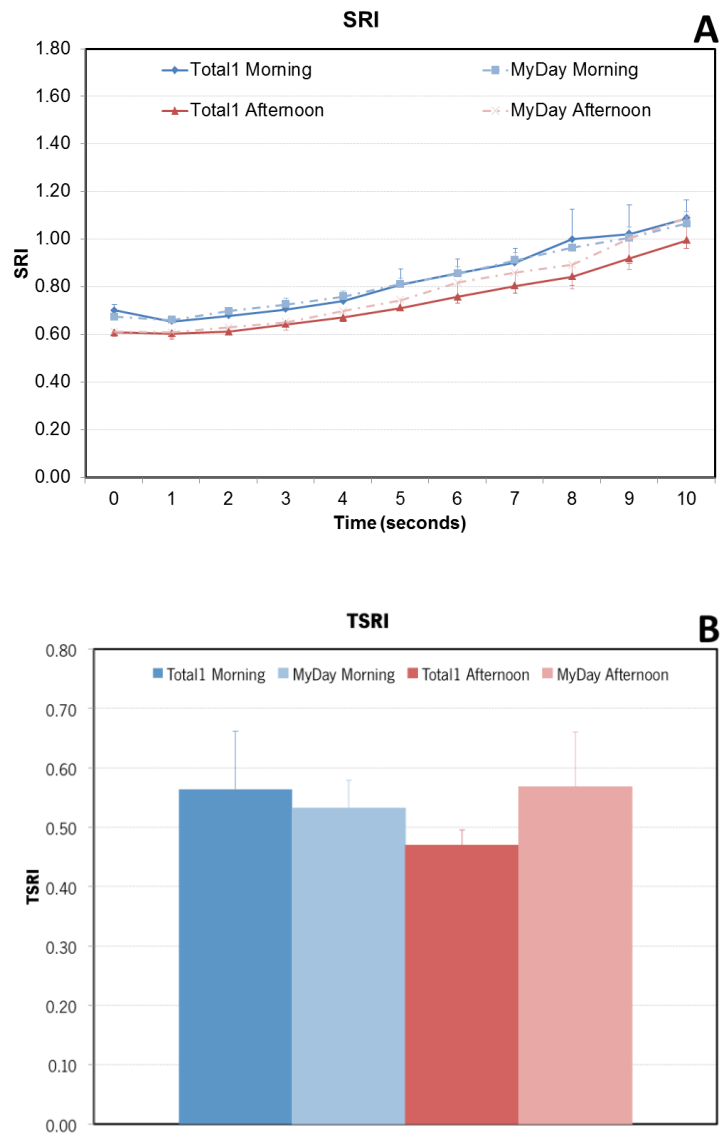 SRI
A
1.80
Total1 Morning MyDay Morning
1.60
Total1 Afternoon MyDay Afternoon
1.40
1.20
1.00
0.80
0.60
0.40
0.20
0.00
SRI
0 1 2 3 4 5 6 7 8 9 10
Time (seconds)
TSRI
B
0.80
Total1 Morning MyDay Morning Total1 Afternoon MyDay Afternoon
0.70
0.60
0.50
0.40
0.30
0.20
0.10
0.00
TSRI